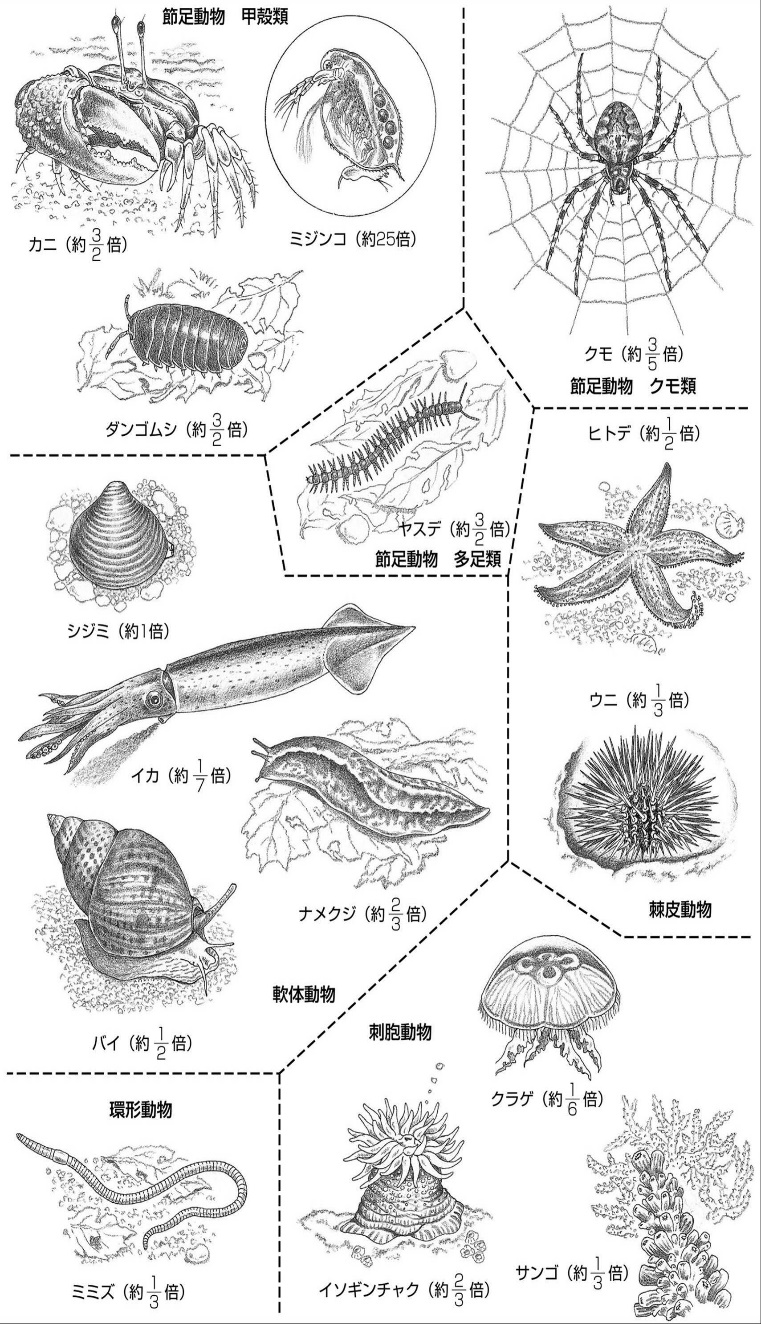 節足動物 甲殻類
カニ（約3/2倍）
ミジンコ（約25倍）
ダンゴムシ（約3/2倍）
クモ（約3/5倍）
節足動物 クモ類
ヤスデ（約3/2倍）
節足動物 多足類
ヒトデ（約1/2倍）
ウニ（約1/3倍）
棘皮動物
シジミ（約1倍）
イカ（約1/7倍）
ナメクジ（約2/3倍）
バイ（約1/2倍）
軟体動物
刺胞動物
クラゲ（約1/6倍）
イソギンチャク（約2/3倍）
サンゴ（約1/3倍）
環形動物
ミミズ（約1/3倍）